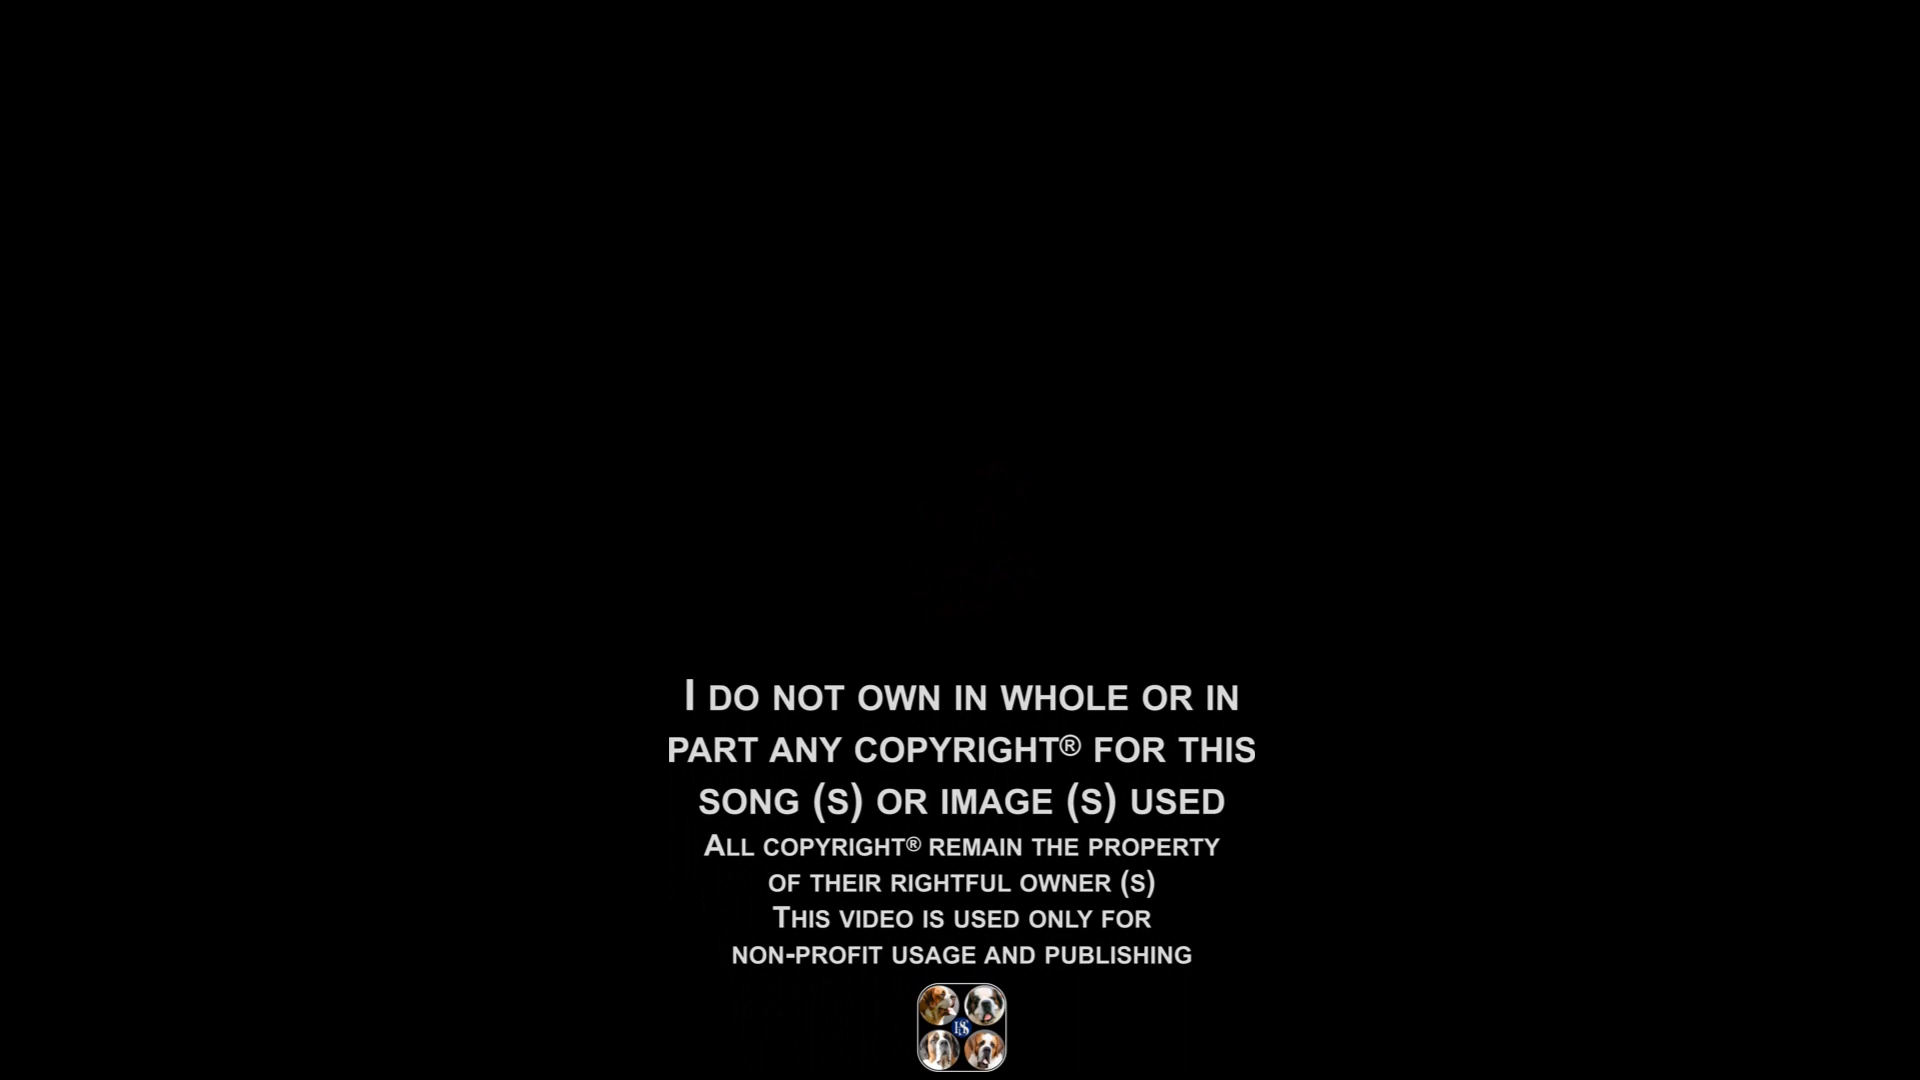 I DO NOT OWN IN WHOLE OR IN
PART ANY COPYRIGHT® FOR THIS
SONG (S) OR IMAGE (S) USED
ALL COPYRIGHT® REMAIN THE PROPERTY
OF THEIR RIGHTFUL OWNER (S)
THIS VIDEO IS USED ONLY FOR
NON-PROFIT USAGE AND PUBLISHING